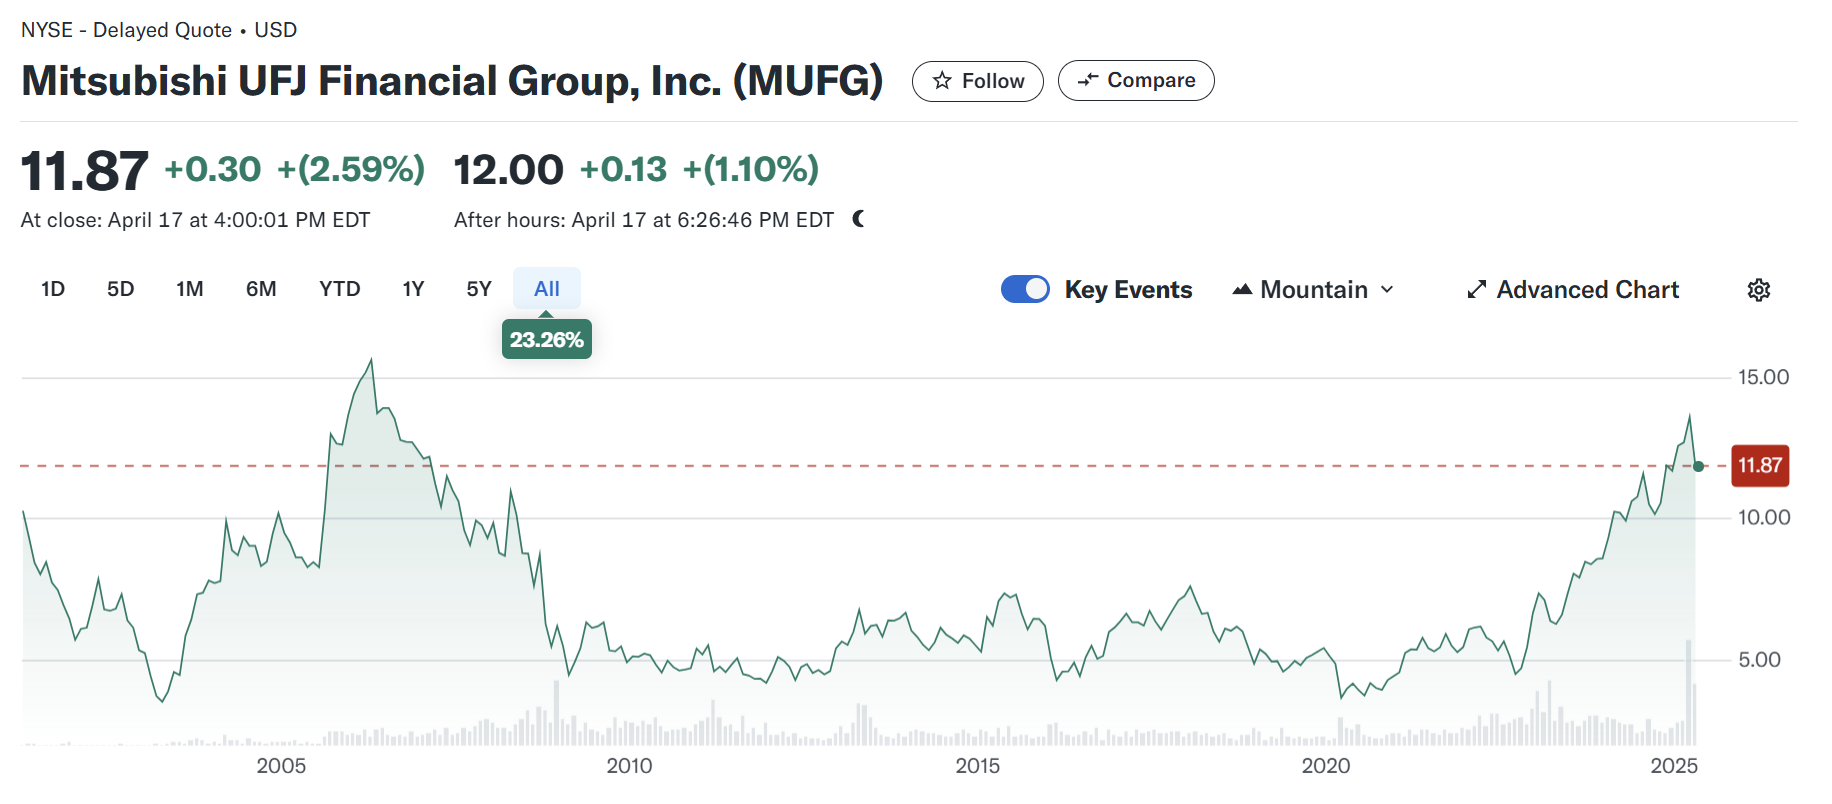 NYSE - Delayed Quote • USD
Mitsubishi UFJ Financial Group, Inc. (MUFG)
Follow
Compare
11.87 +0.30 +(2.59%) 12.00 +0.13 +(1.10%)
At close: April 17 at 4:00:01 PM EDT
After hours: April 17 at 6:26:46 PM EDT
1D 5D 1M 6M YTD 1Y 5Y All
Key Events
Mountain
Advanced Chart
23.26%
15.00
11.87
10.00
5.00
2005 2010 2015 2020 2025